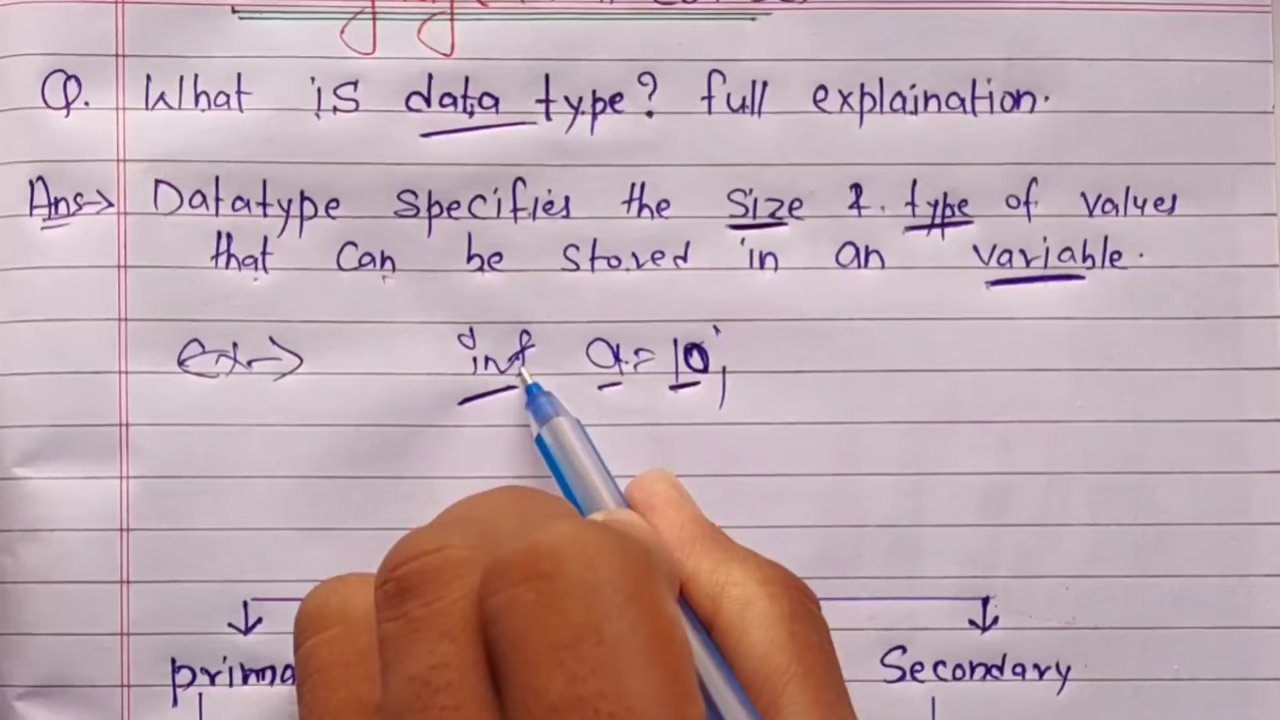 Q. What is data type? full explaination.
Ans→ Datatype specifies the size & type of values
that can be stored in an variable.
ex→ int a = 10;
Secondary